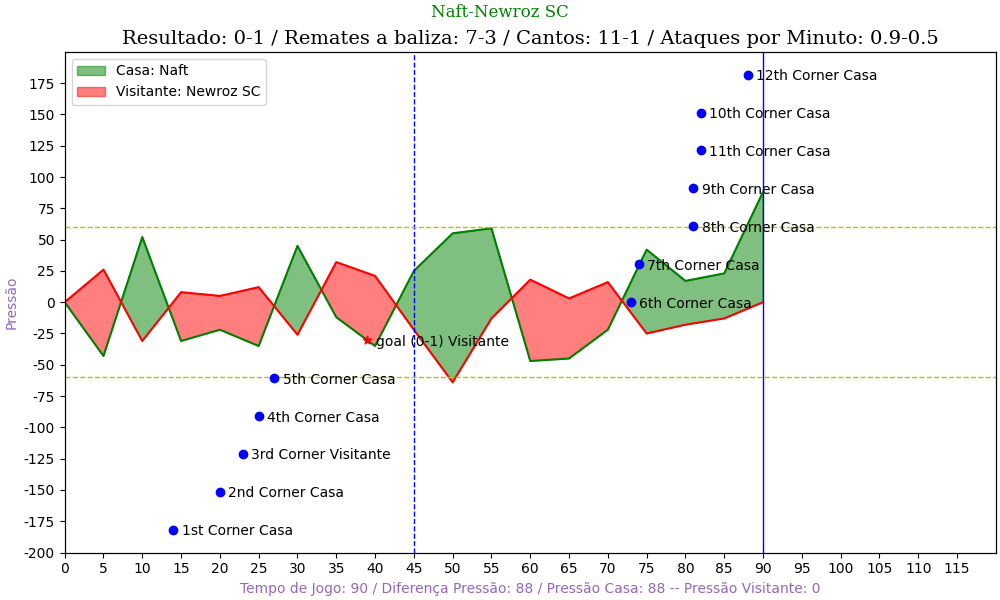 Naft-Newroz SC
Resultado: 0-1 / Remates a baliza: 7-3 / Cantos: 11-1 / Ataques por Minuto: 0.9-0.5
Casa: Naft
Visitante: Newroz SC
12th Corner Casa
10th Corner Casa
11th Corner Casa
9th Corner Casa
8th Corner Casa
7th Corner Casa
6th Corner Casa
goal (0-1) Visitante
5th Corner Casa
4th Corner Casa
3rd Corner Visitante
2nd Corner Casa
1st Corner Casa
Pressão
175
150
125
100
75
50
25
0
-25
-50
-75
-100
-125
-150
-175
-200
0 5 10 15 20 25 30 35 40 45 50 55 60 65 70 75 80 85 90 95 100 105 110 115
Tempo de Jogo: 90 / Diferença Pressão: 88 / Pressão Casa: 88 -- Pressão Visitante: 0